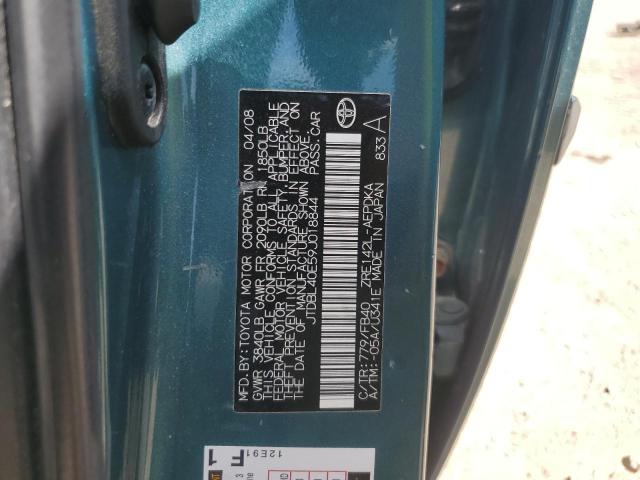 MFD. BY: TOYOTA MOTOR CORPORATION 04/08
GVWR 3840LB GAWR FR 2090LB RR 1850LB
THIS VEHICLE CONFORMS TO ALL APPLICABLE
FEDERAL MOTOR VEHICLE SAFETY, BUMPER, AND
THEFT PREVENTION STANDARDS IN EFFECT ON
THE DATE OF MANUFACTURE SHOWN ABOVE.
JTDBL40E59J018844 PASS.CAR
C/TR: 779/FB40 ZRE142L-AEPDKA
A/TM: -05A/U341E MADE IN JAPAN
833 A
F1
12E91